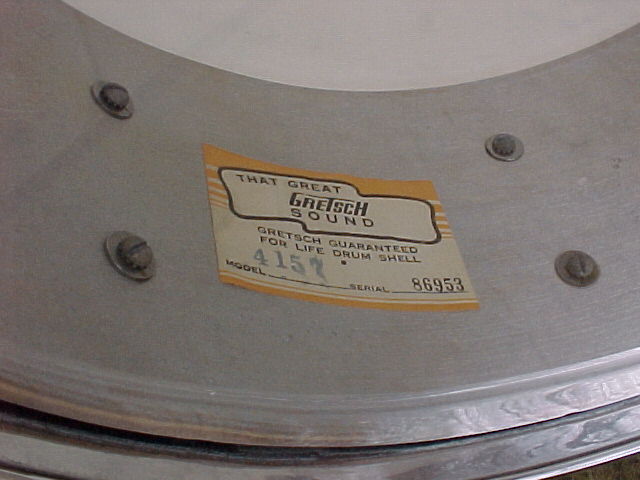 THAT GREAT
GRETSCH
SOUND
GRETSCH GUARANTEED
FOR LIFE DRUM SHELL
MODEL 4157
SERIAL 86953